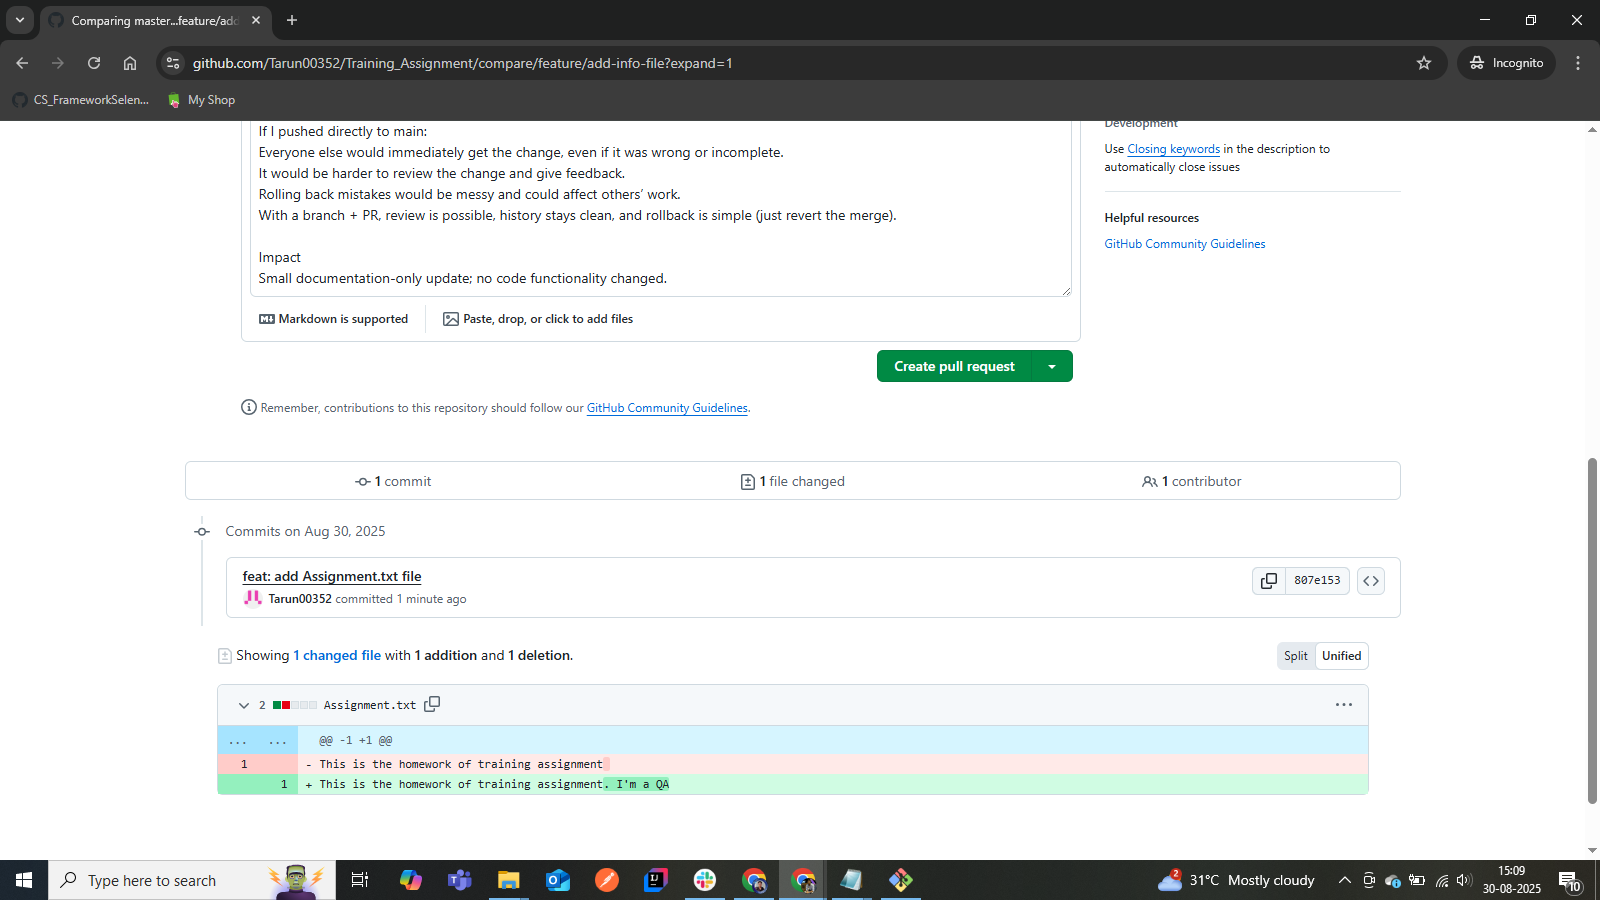 Comparing master...feature/add
github.com/Tarun00352/Training_Assignment/compare/feature/add-info-file?expand=1
Incognito
CS_FrameworkSelen...
My Shop
If I pushed directly to main:
Everyone else would immediately get the change, even if it was wrong or incomplete.
It would be harder to review the change and give feedback.
Rolling back mistakes would be messy and could affect others’ work.
With a branch + PR, review is possible, history stays clean, and rollback is simple (just revert the merge).
Impact
Small documentation-only update; no code functionality changed.
Markdown is supported
Paste, drop, or click to add files
Development
Use Closing keywords in the description to
automatically close issues
Helpful resources
GitHub Community Guidelines
Create pull request
Remember, contributions to this repository should follow our GitHub Community Guidelines.
1 commit
1 file changed
1 contributor
Commits on Aug 30, 2025
feat: add Assignment.txt file
Tarun00352 committed 1 minute ago
807e153
Showing 1 changed file with 1 addition and 1 deletion.
Split
Unified
2
Assignment.txt
... ... @@ -1 +1 @@
1 - This is the homework of training assignment
1 + This is the homework of training assignment. I'm a QA
Type here to search
2
31°C Mostly cloudy
15:09
30-08-2025
10